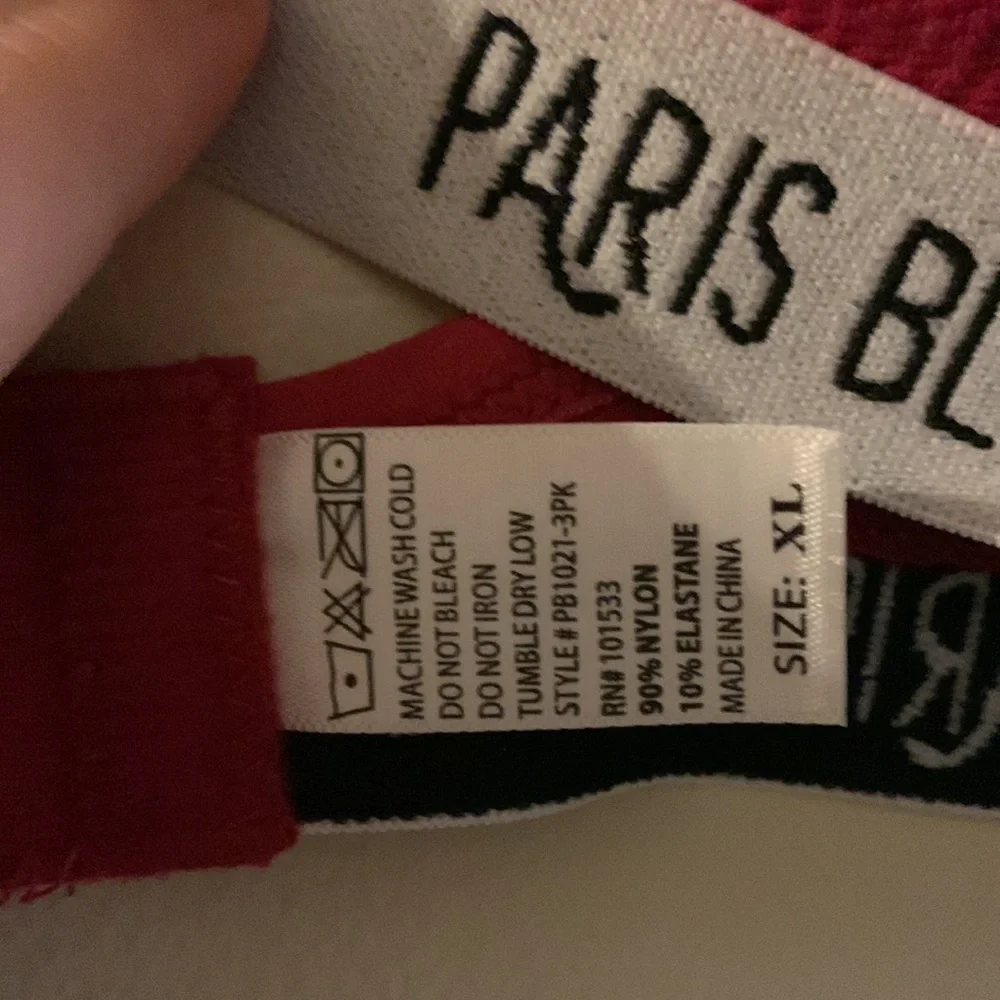 PARIS BL
MACHINE WASH COLD
DO NOT BLEACH
DO NOT IRON
TUMBLE DRY LOW
STYLE # PB1021-3PK
RN# 101533
90% NYLON
10% ELASTANE
MADE IN CHINA
SIZE: XL